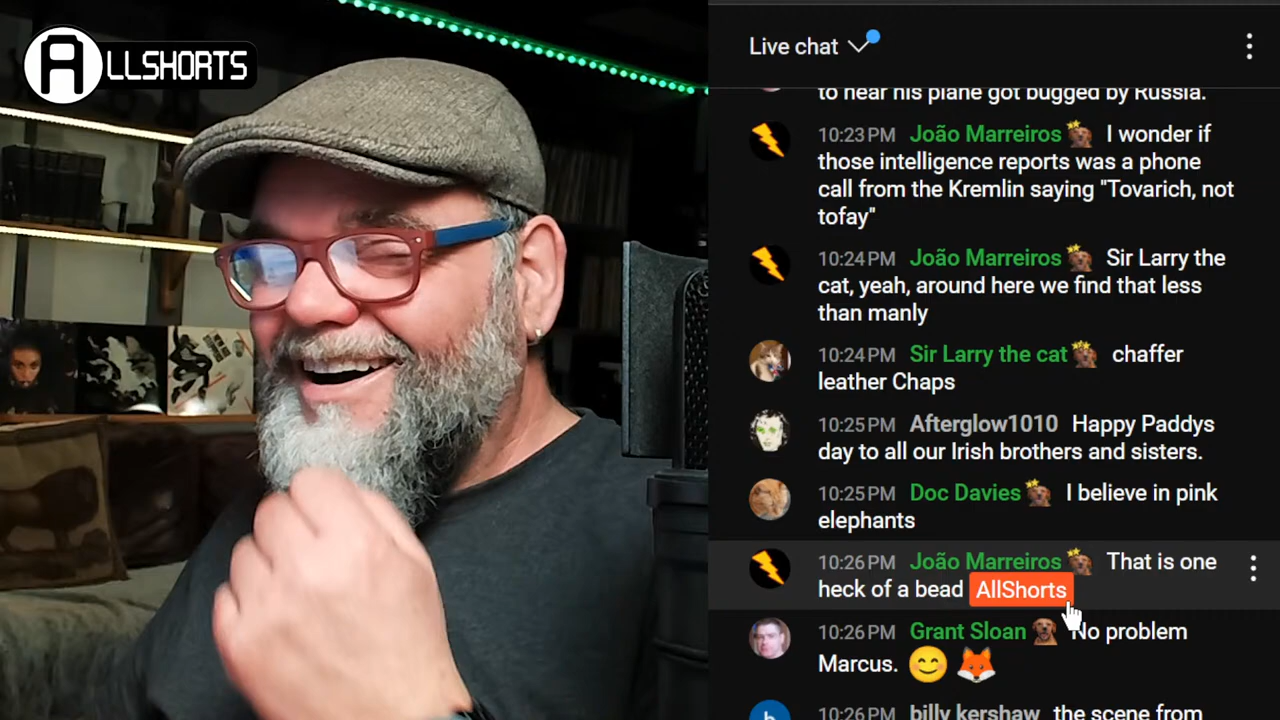 ALLSHORTS
Live chat
to hear his plane got bugged by Russia.
10:23 PM João Marreiros I wonder if
those intelligence reports was a phone
call from the Kremlin saying "Tovarich, not
tofay"
10:24 PM João Marreiros Sir Larry the
cat, yeah, around here we find that less
than manly
10:24 PM Sir Larry the cat chaffer
leather Chaps
10:25 PM Afterglow1010 Happy Paddys
day to all our Irish brothers and sisters.
10:25 PM Doc Davies I believe in pink
elephants
10:26 PM João Marreiros That is one
heck of a bead AllShorts
10:26 PM Grant Sloan No problem
Marcus. 😊 🦊
b
10:26 PM billy kershaw the scene from